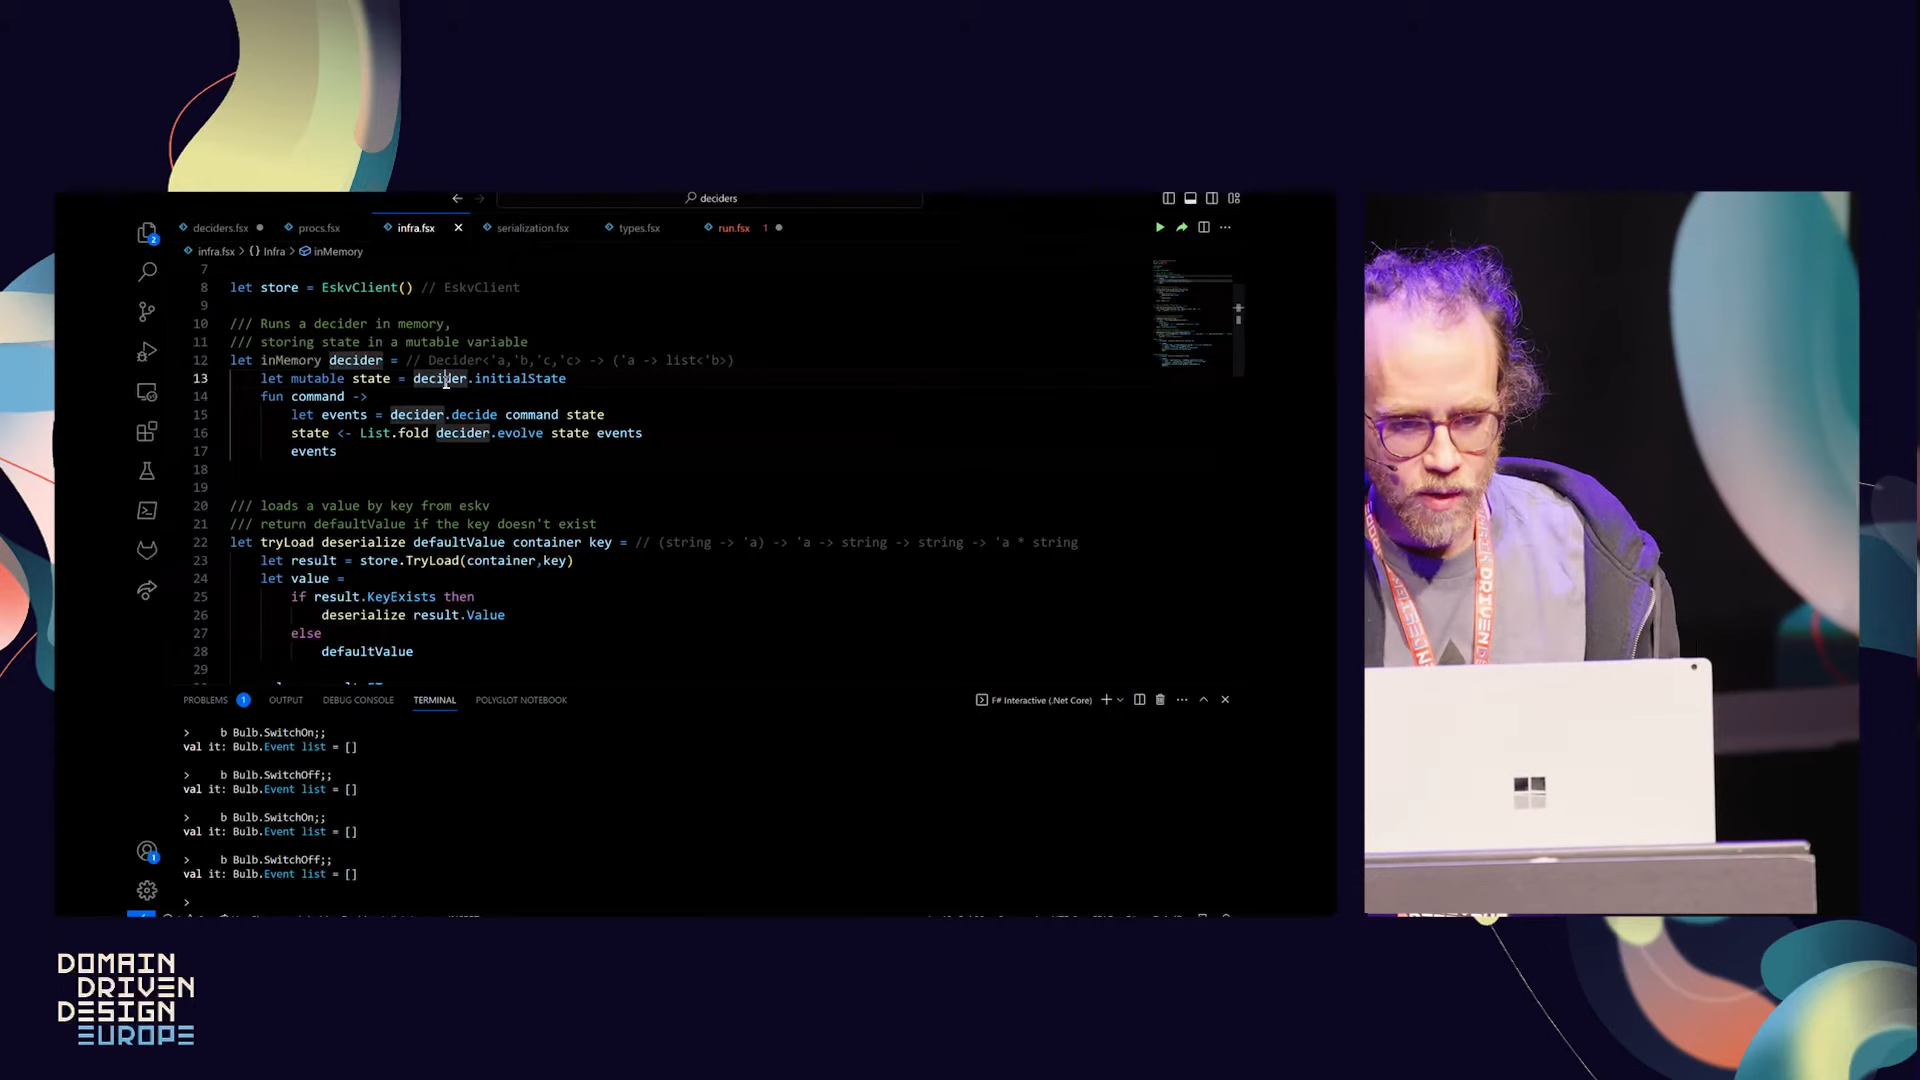 deciders
deciders.fsx
procs.fsx
infra.fsx
serialization.fsx
types.fsx
run.fsx 1
infra.fsx > {} Infra > inMemory
7
8 let store = EskvClient() // EskvClient
9
10 /// Runs a decider in memory,
11 /// storing state in a mutable variable
12 let inMemory decider = // Decider<'a,'b,'c,'c> -> ('a -> list<'b>)
13 let mutable state = decider.initialState
14 fun command ->
15 let events = decider.decide command state
16 state <- List.fold decider.evolve state events
17 events
18
19
20 /// loads a value by key from eskv
21 /// return defaultValue if the key doesn't exist
22 let tryLoad deserialize defaultValue container key = // (string -> 'a) -> 'a -> string -> string -> 'a * string
23 let result = store.TryLoad(container,key)
24 let value =
25 if result.KeyExists then
26 deserialize result.Value
27 else
28 defaultValue
29
PROBLEMS 1 OUTPUT DEBUG CONSOLE TERMINAL POLYGLOT NOTEBOOK
F# Interactive (.Net Core)
> b Bulb.SwitchOn;;
val it: Bulb.Event list = []
> b Bulb.SwitchOff;;
val it: Bulb.Event list = []
> b Bulb.SwitchOn;;
val it: Bulb.Event list = []
> b Bulb.SwitchOff;;
val it: Bulb.Event list = []
>
DOMAIN
DRIVEN
DESIGN
EUROPE